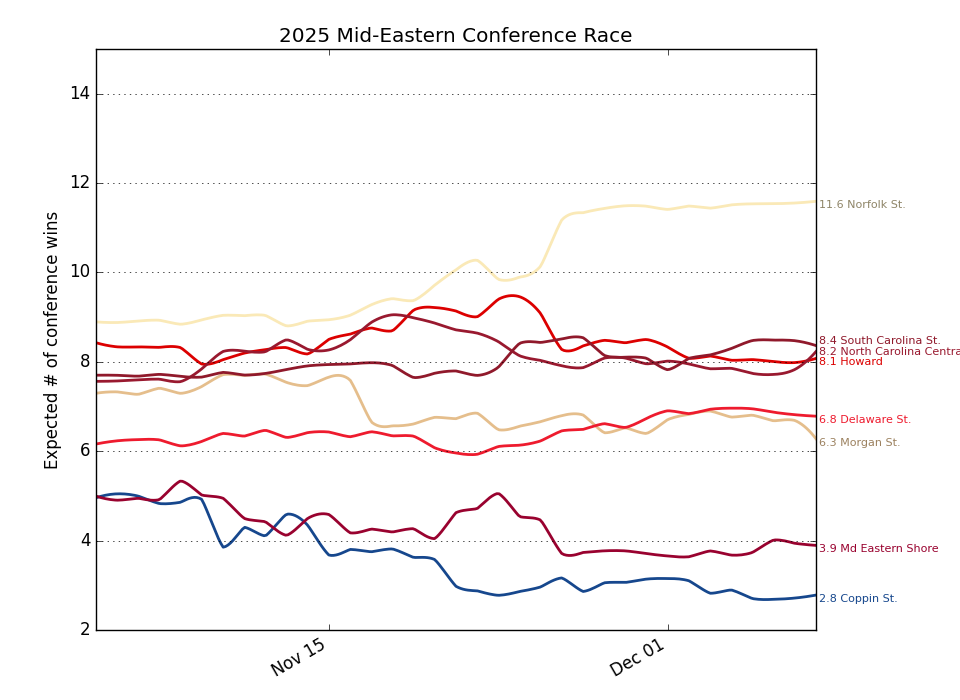 2025 Mid-Eastern Conference Race
Expected # of conference wins
14
12
10
8
6
4
2
Nov 15
Dec 01
11.6 Norfolk St.
8.4 South Carolina St.
8.2 North Carolina Centra
8.1 Howard
6.8 Delaware St.
6.3 Morgan St.
3.9 Md Eastern Shore
2.8 Coppin St.